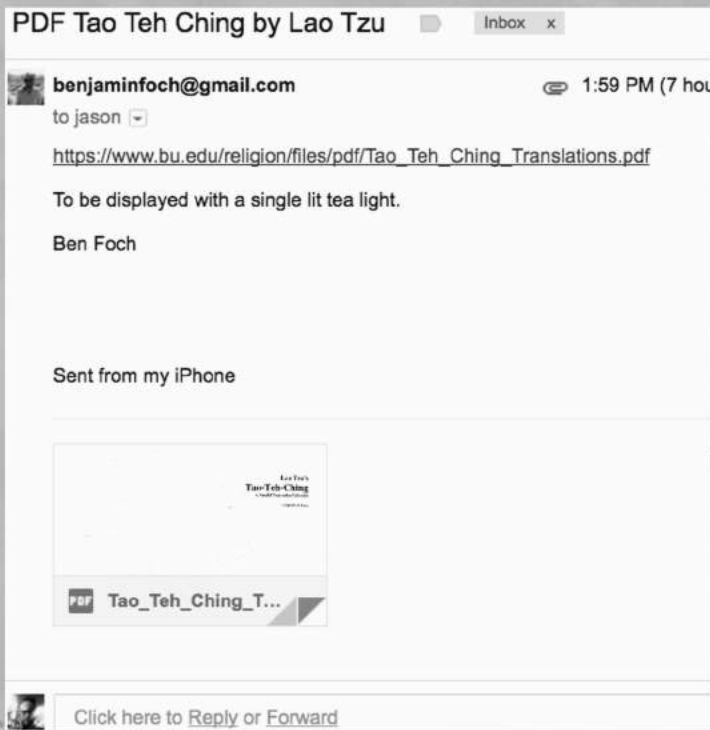 PDF Tao Teh Ching by Lao Tzu
Inbox x
benjaminfoch@gmail.com
1:59 PM (7 hou
to jason
https://www.bu.edu/religion/files/pdf/Tao_Teh_Ching_Translations.pdf
To be displayed with a single lit tea light.
Ben Foch
Sent from my iPhone
Lao Tzu's
Tao-Teh-Ching
PDF Tao_Teh_Ching_T...
Click here to Reply or Forward